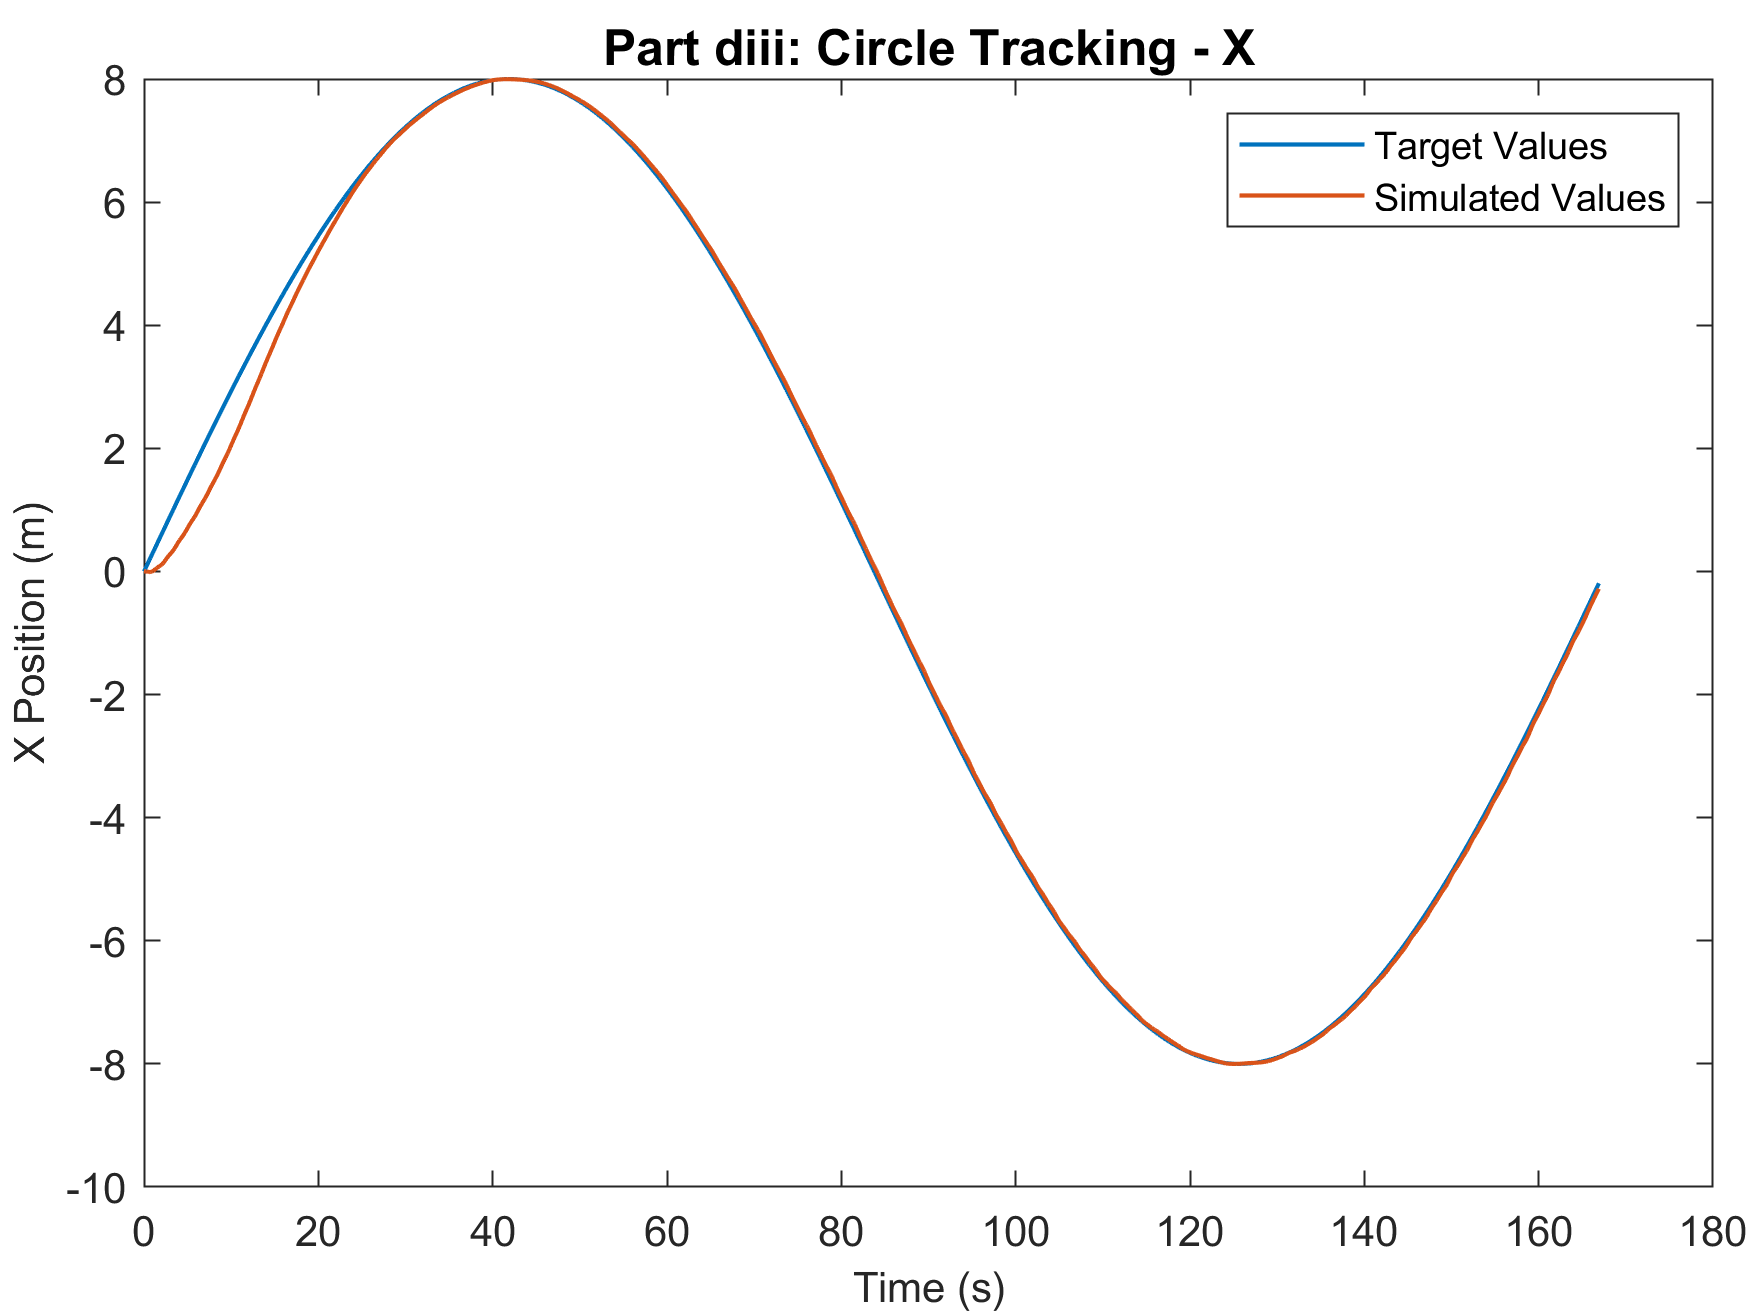 Part diii: Circle Tracking - X
Target Values
Simulated Values
8
6
4
2
0
-2
-4
-6
-8
-10
X Position (m)
0 20 40 60 80 100 120 140 160 180
Time (s)